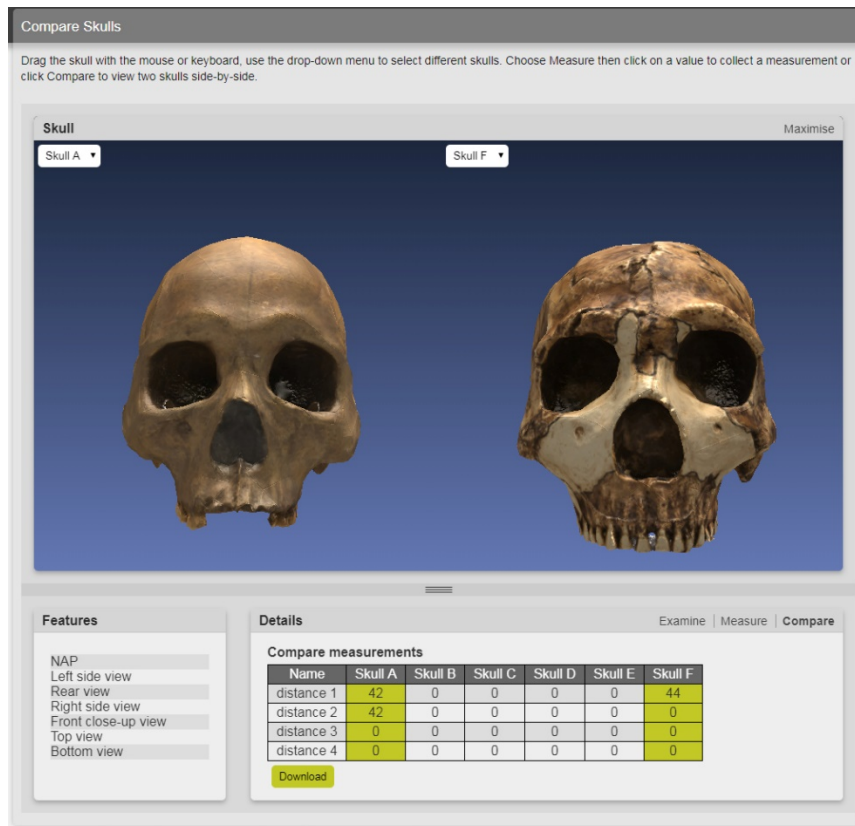 Compare Skulls
Drag the skull with the mouse or keyboard, use the drop-down menu to select different skulls. Choose Measure then click on a value to collect a measurement or
click Compare to view two skulls side-by-side.
Skull Maximise
Skull A ▼ Skull F ▼
Features
NAP
Left side view
Rear view
Right side view
Front close-up view
Top view
Bottom view
Details Examine | Measure | Compare
Compare measurements
Name Skull A Skull B Skull C Skull D Skull E Skull F
distance 1 42 0 0 0 0 44
distance 2 42 0 0 0 0 0
distance 3 0 0 0 0 0 0
distance 4 0 0 0 0 0 0
Download